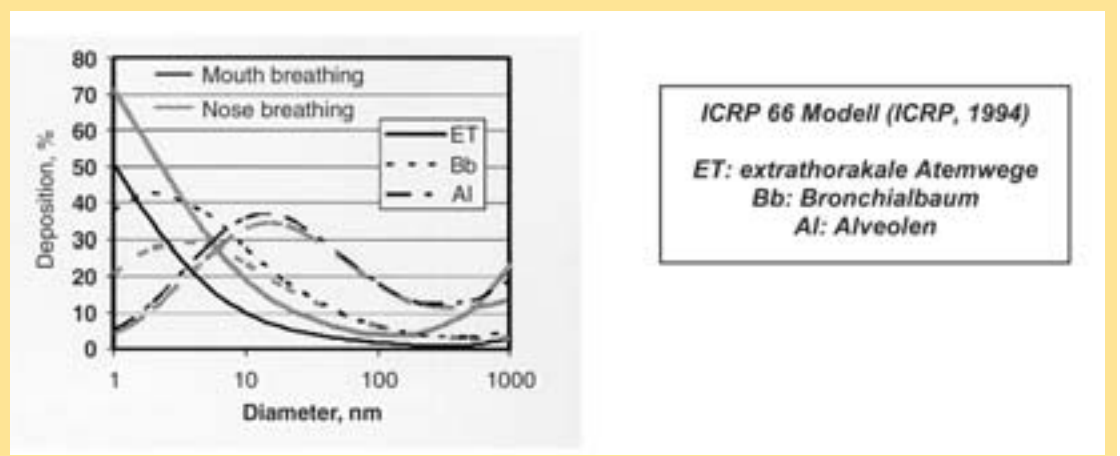 80
70
60
50
40
30
20
10
0
Mouth breathing
Nose breathing
ET
Bb
Al
Deposition, %
1 10 100 1000
Diameter, nm
ICRP 66 Modell (ICRP, 1994)
ET: extrathorakale Atemwege
Bb: Bronchialbaum
Al: Alveolen